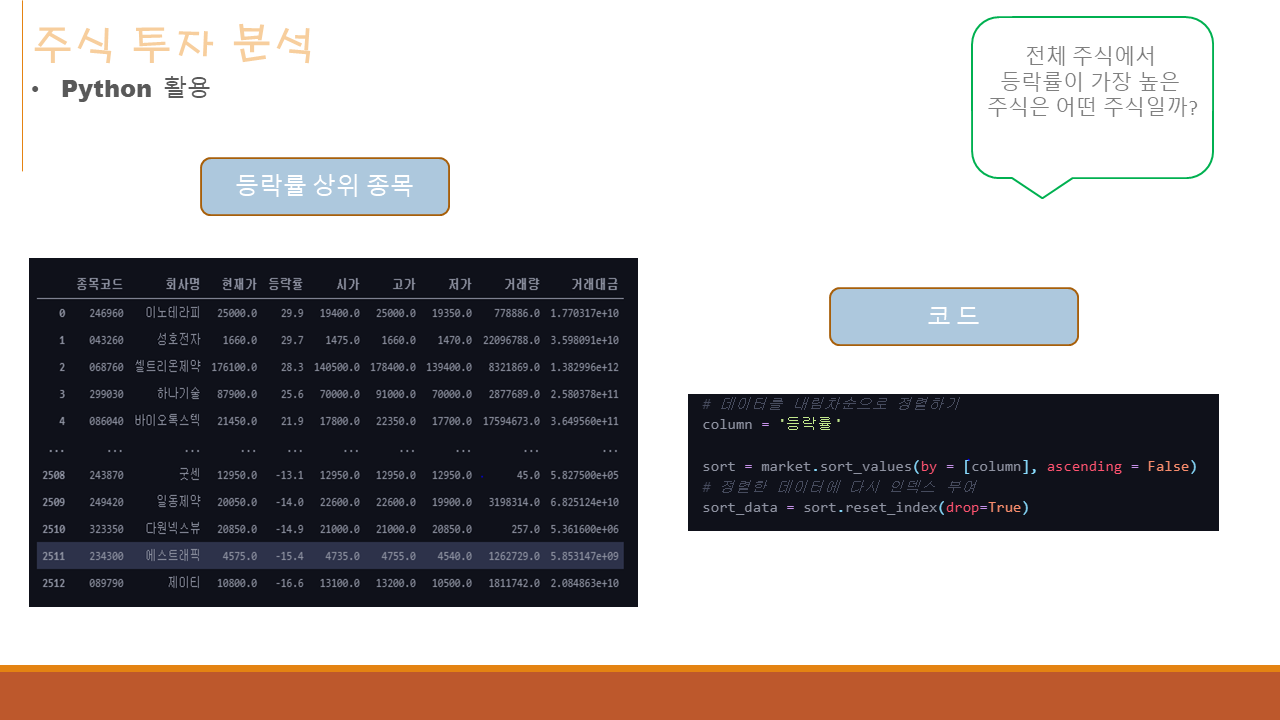 주식 투자 분석
• Python 활용
전체 주식에서
등락률이 가장 높은
주식은 어떤 주식일까?
등락률 상위 종목
종목코드 회사명 현재가 등락률 시가 고가 저가 거래량 거래대금
0 246960 이노테라피 25000.0 29.9 19400.0 25000.0 19350.0 778886.0 1.770317e+10
1 043260 성호전자 1660.0 29.7 1475.0 1660.0 1470.0 22096788.0 3.598091e+10
2 068760 셀트리온제약 176100.0 28.3 140500.0 178400.0 139400.0 8321869.0 1.382996e+12
3 299030 하나기술 87900.0 25.6 70000.0 91000.0 70000.0 2877689.0 2.580378e+11
4 086040 바이오톡스텍 21450.0 21.9 17800.0 22350.0 17700.0 17594673.0 3.649560e+11
... ... ... ... ... ... ... ... ... ...
2508 243870 굿센 12950.0 -13.1 12950.0 12950.0 12950.0 45.0 5.827500e+05
2509 249420 일동제약 20050.0 -14.0 22600.0 22600.0 19900.0 3198314.0 6.825124e+10
2510 323350 다원넥스뷰 20850.0 -14.9 21000.0 21000.0 20850.0 257.0 5.361600e+06
2511 234300 에스트래픽 4575.0 -15.4 4735.0 4755.0 4540.0 1262729.0 5.853147e+09
2512 089790 제이티 10800.0 -16.6 13100.0 13200.0 10500.0 1811742.0 2.084863e+10
코 드
# 데이터를 내림차순으로 정렬하기
column = '등락률'
sort = market.sort_values(by = [column], ascending = False)
# 정렬한 데이터에 다시 인덱스 부여
sort_data = sort.reset_index(drop=True)